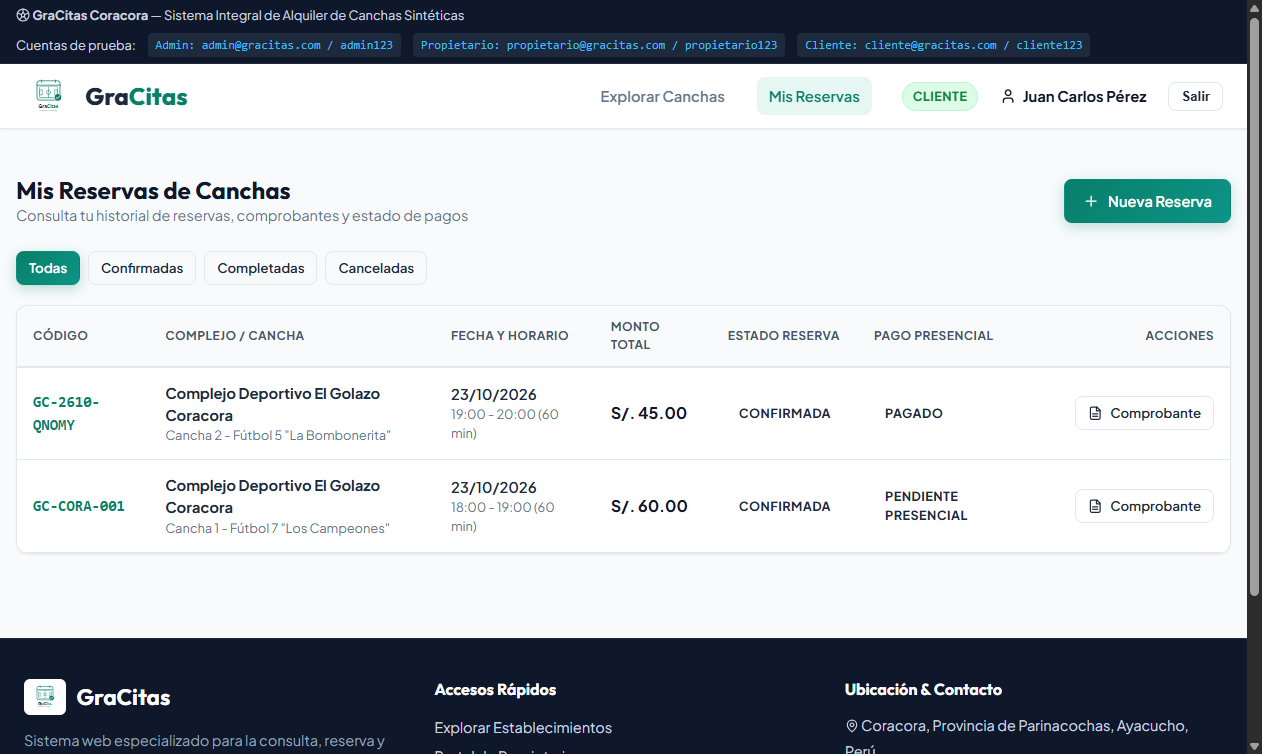 GraCitas Coracora — Sistema Integral de Alquiler de Canchas Sintéticas
Cuentas de prueba: Admin: admin@gracitas.com / admin123 Propietario: propietario@gracitas.com / propietario123 Cliente: cliente@gracitas.com / cliente123
GraCitas
Explorar Canchas
Mis Reservas
CLIENTE
Juan Carlos Pérez
Salir
Mis Reservas de Canchas
Consulta tu historial de reservas, comprobantes y estado de pagos
+ Nueva Reserva
Todas
Confirmadas
Completadas
Canceladas
CÓDIGO
COMPLEJO / CANCHA
FECHA Y HORARIO
MONTO
TOTAL
ESTADO RESERVA
PAGO PRESENCIAL
ACCIONES
GC-2610-
QNOMY
Complejo Deportivo El Golazo
Coracora
Cancha 2 - Fútbol 5 "La Bombonerita"
23/10/2026
19:00 - 20:00 (60
min)
S/. 45.00
CONFIRMADA
PAGADO
Comprobante
GC-CORA-001
Complejo Deportivo El Golazo
Coracora
Cancha 1 - Fútbol 7 "Los Campeones"
23/10/2026
18:00 - 19:00 (60
min)
S/. 60.00
CONFIRMADA
PENDIENTE
PRESENCIAL
Comprobante
GraCitas
Sistema web especializado para la consulta, reserva y
Accesos Rápidos
Explorar Establecimientos
Ubicación & Contacto
Coracora, Provincia de Parinacochas, Ayacucho,
Perú